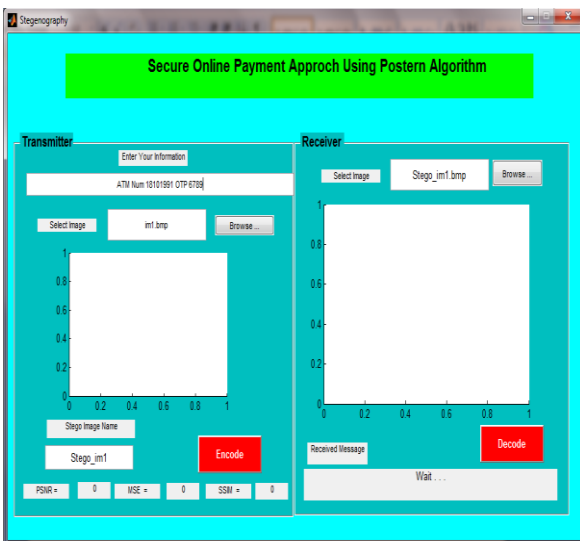 Stegenography
Secure Online Payment Approch Using Postern Algorithm
Transmitter
Enter Your Information
ATM Num 18101991 OTP 6789
Select Image
im1.bmp
Browse ...
1
0.8
0.6
0.4
0.2
0
0 0.2 0.4 0.6 0.8 1
Stego Image Name
Stego_im1
Encode
PSNR = 0 MSE = 0 SSIM = 0
Receiver
Select Image
Stego_im1.bmp
Browse ...
1
0.8
0.6
0.4
0.2
0
0 0.2 0.4 0.6 0.8 1
Decode
Received Message
Wait . . .